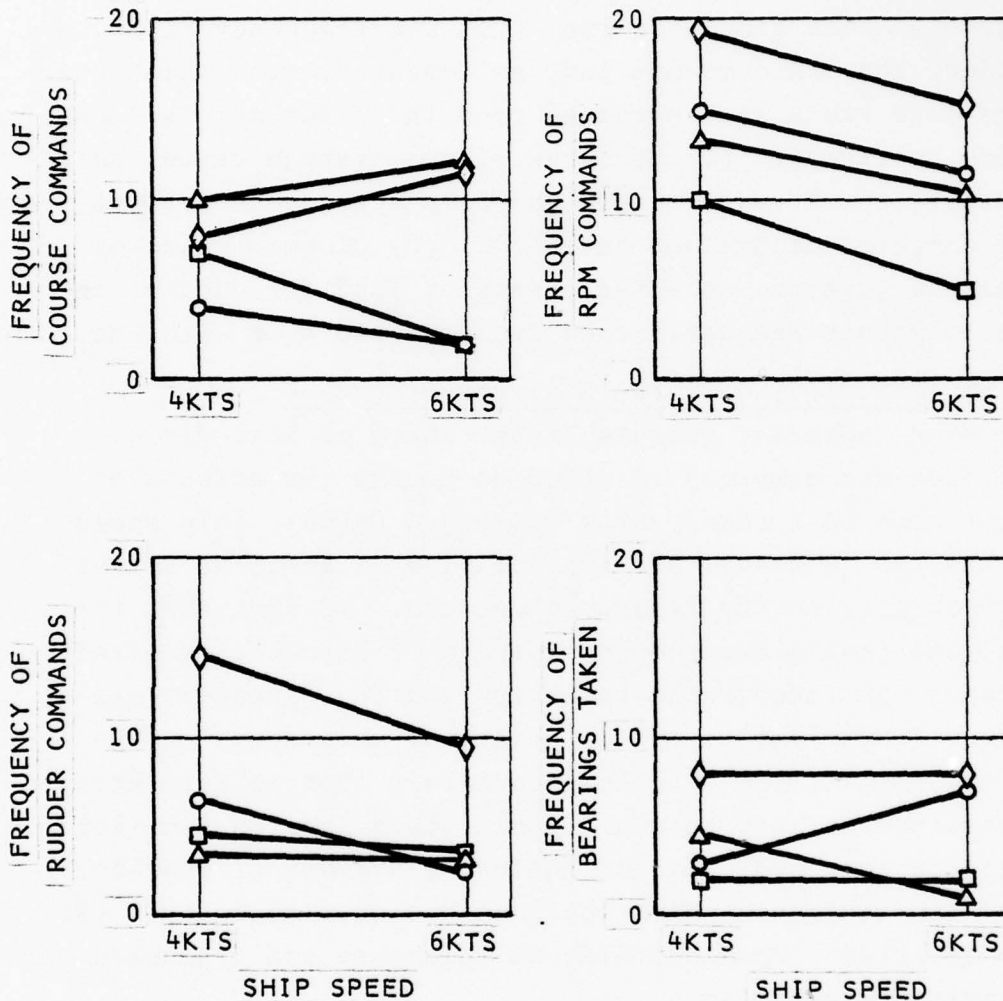 20
10
0
FREQUENCY OF
COURSE COMMANDS
4KTS
6KTS
20
10
0
FREQUENCY OF
RPM COMMANDS
4KTS
6KTS
20
10
0
FREQUENCY OF
RUDDER COMMANDS
4KTS
6KTS
SHIP SPEED
20
10
0
FREQUENCY OF
BEARINGS TAKEN
4KTS
6KTS
SHIP SPEED